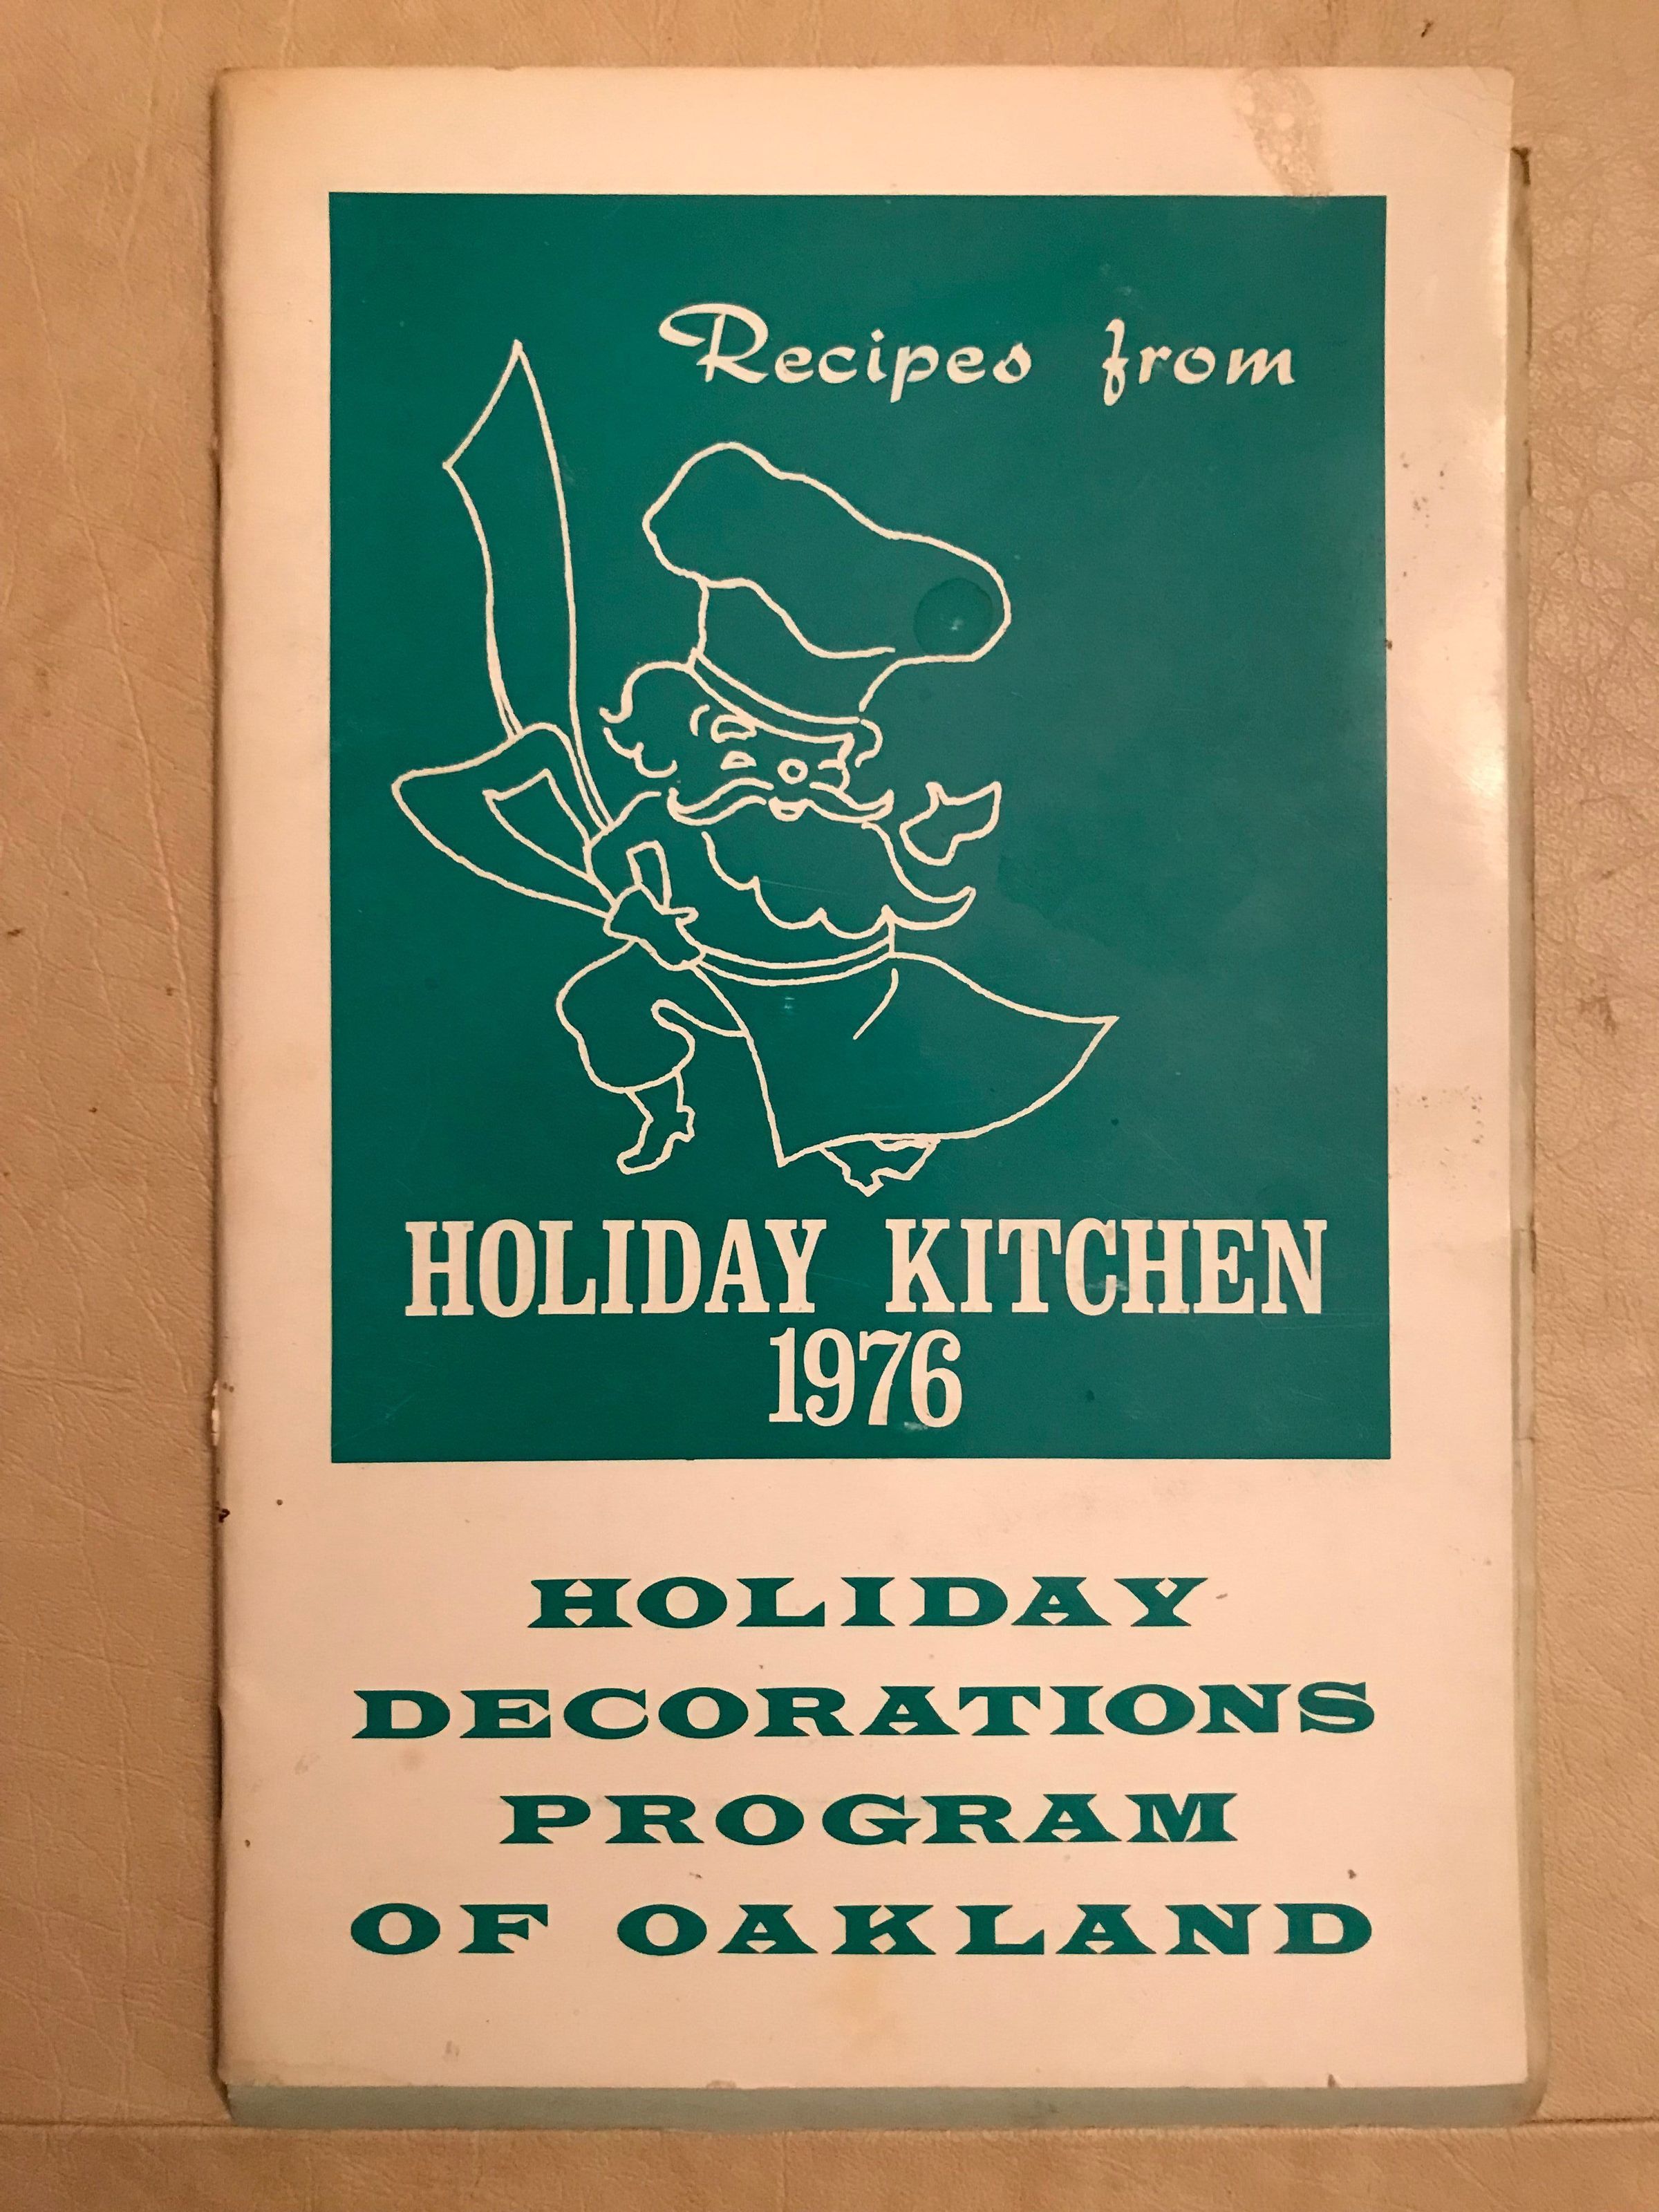 Recipes from
HOLIDAY KITCHEN
1976
HOLIDAY
DECORATIONS
PROGRAM
OF OAKLAND